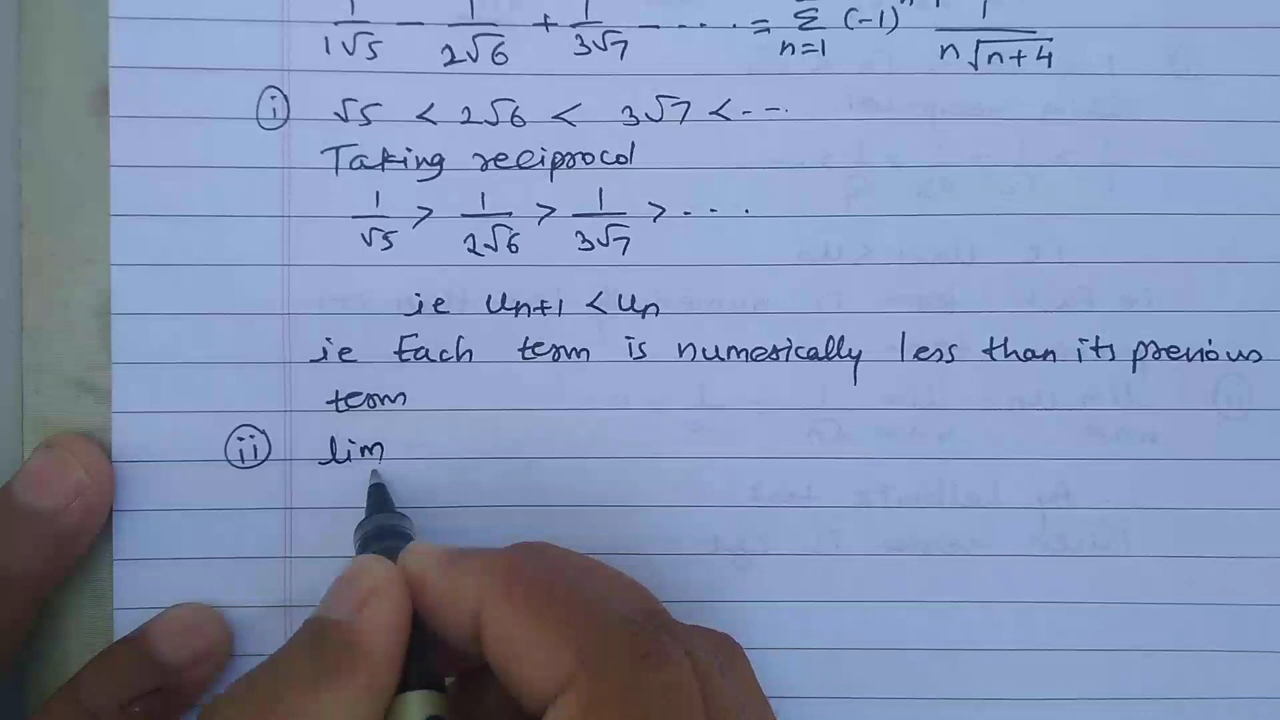 1/1√5 - 1/2√6 + 1/3√7 - ---- = Σ n=1 (-1)ⁿ 1/n√n+4
(i) √5 < 2√6 < 3√7 < ---
Taking reciprocol
1/√5 > 1/2√6 > 1/3√7 > ----
ie uₙ₊₁ < uₙ
ie Each term is numerically less than its previous
term
(ii) lim